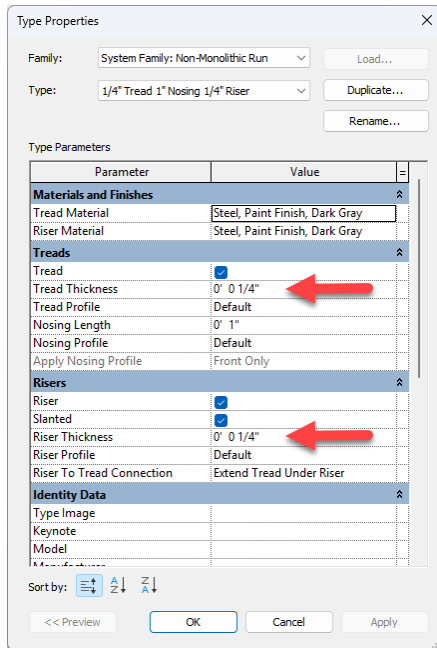 Type Properties
Family: System Family: Non-Monolithic Run Load...
Type: 1/4" Tread 1" Nosing 1/4" Riser Duplicate...
Rename...
Type Parameters
Parameter Value =
Materials and Finishes
Tread Material Steel, Paint Finish, Dark Gray
Riser Material Steel, Paint Finish, Dark Gray
Treads
Tread
Tread Thickness 0' 0 1/4"
Tread Profile Default
Nosing Length 0' 1"
Nosing Profile Default
Apply Nosing Profile Front Only
Risers
Riser
Slanted
Riser Thickness 0' 0 1/4"
Riser Profile Default
Riser To Tread Connection Extend Tread Under Riser
Identity Data
Type Image
Keynote
Model
Sort by:
<< Preview OK Cancel Apply